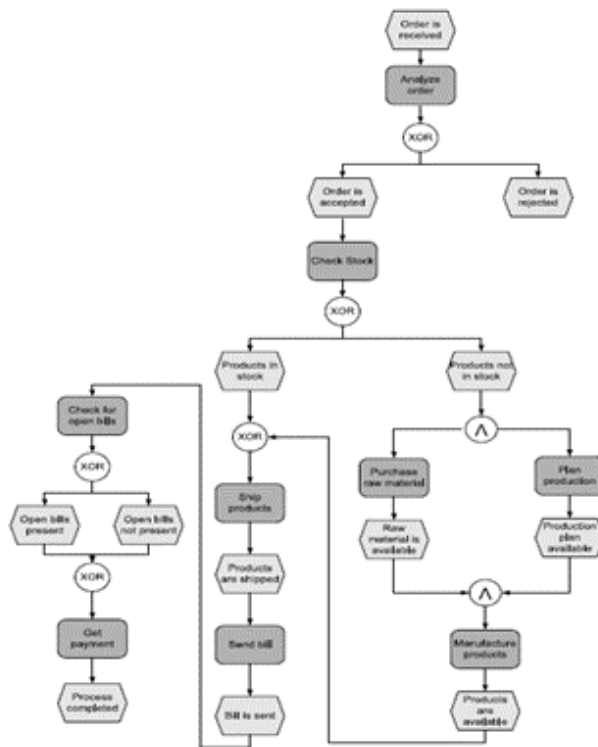 Order is
received
Analyze
order
XOR
Order is
accepted
Order is
rejected
Check Stock
XOR
Products in
stock
Products not
in stock
Check for
open bills
XOR
Λ
XOR
Purchase
raw material
Plan
production
Open bills
present
Open bills
not present
Ship
products
Raw
material is
available
Production
plan
available
XOR
Products
are shipped
Λ
Get
payment
Send bill
Manufacture
products
Process
completed
Bill is sent
Products
are
available